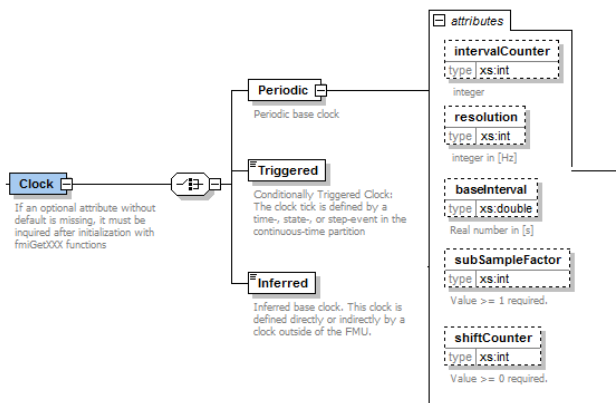 Clock
If an optional attribute without
default is missing, it must be
inquired after initialization with
fmiGetXXX functions
Periodic
Periodic base clock
Triggered
Conditionally Triggered Clock:
The clock tick is defined by a
time-, state-, or step-event in the
continuous-time partition
Inferred
Inferred base clock. This clock is
defined directly or indirectly by a
clock outside of the FMU.
attributes
intervalCounter
type xs:int
integer
resolution
type xs:int
integer in [Hz]
baseInterval
type xs:double
Real number in [s]
subSampleFactor
type xs:int
Value >= 1 required.
shiftCounter
type xs:int
Value >= 0 required.